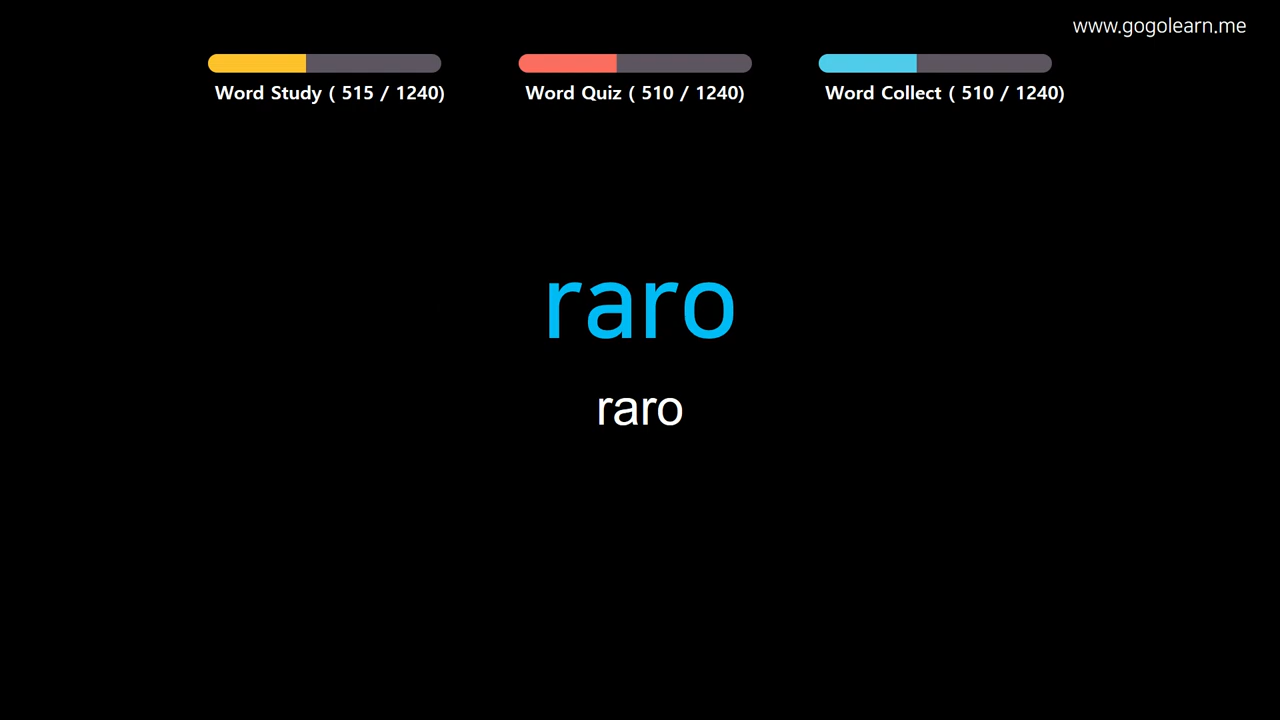 www.gogolearn.me
Word Study ( 515 / 1240)
Word Quiz ( 510 / 1240)
Word Collect ( 510 / 1240)
raro
raro